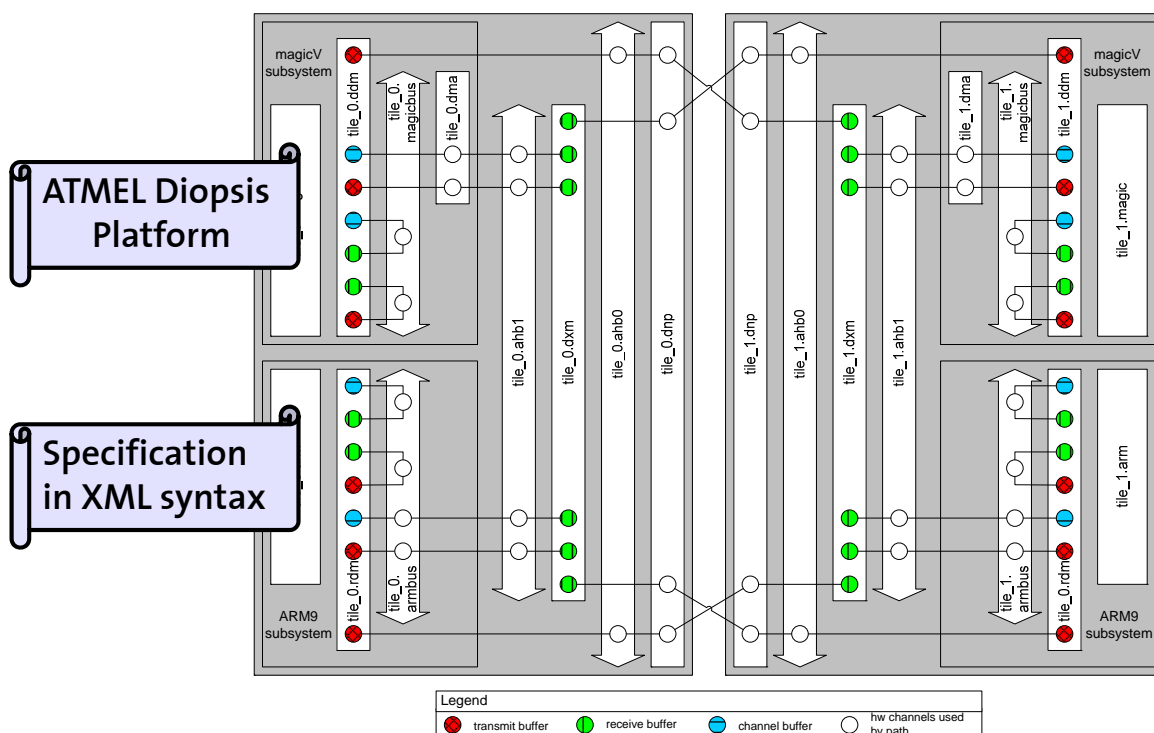 magicV
subsystem
tile_0.ddm
tile_0.
magicbus
tile_0.dma
tile_0.ahb1
tile_0.dxm
tile_0.ahb0
tile_0.dnp
tile_1.dnp
tile_1.ahb0
tile_1.dxm
tile_1.ahb1
tile_1.dma
tile_1.
magicbus
tile_1.ddm
magicV
subsystem
tile_1.magic
ATMEL Diopsis
Platform
Specification
in XML syntax
tile_0.rdm
tile_0.
armbus
ARM9
subsystem
tile_1.
armbus
tile_0.rdm
tile_1.arm
ARM9
subsystem
Legend
transmit buffer
receive buffer
channel buffer
hw channels used
by path